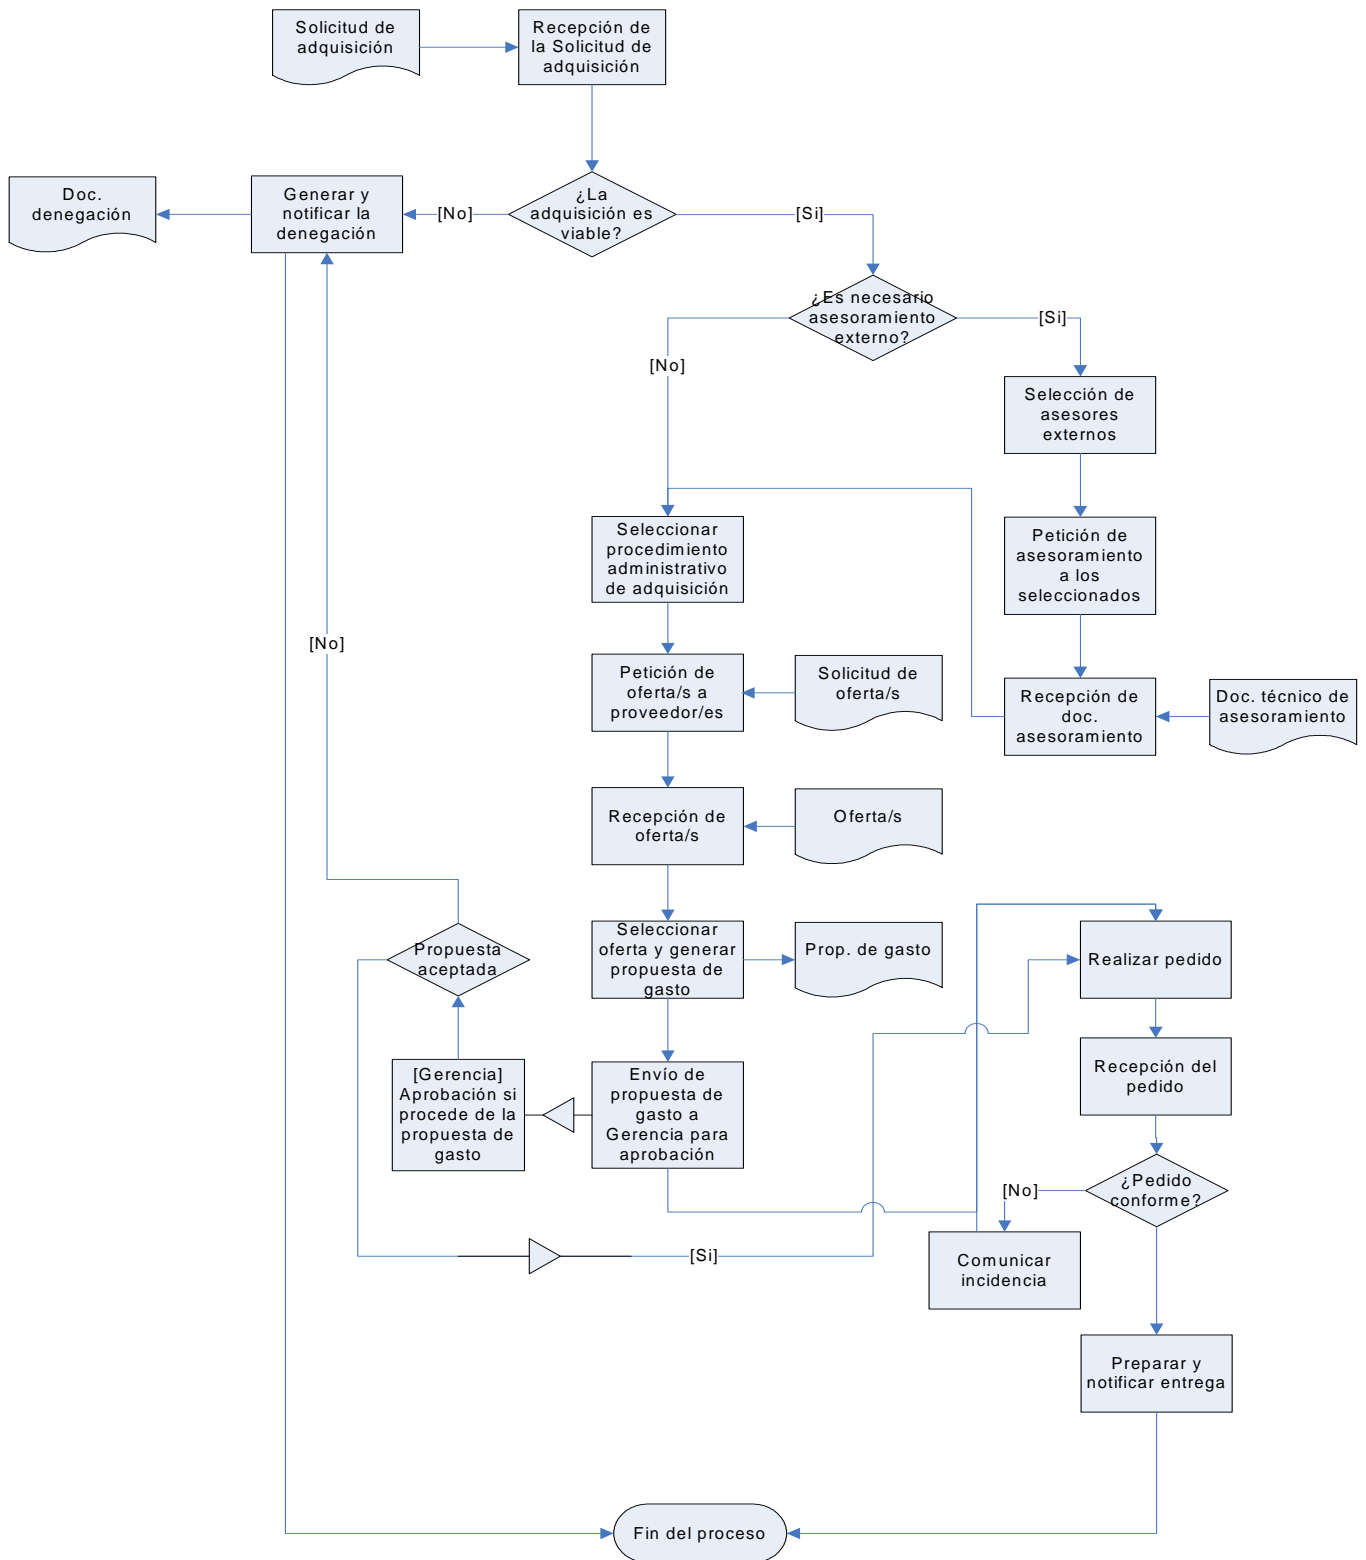 Solicitud de
adquisición
Recepción de
la Solicitud de
adquisición
Doc.
denegación
Generar y
notificar la
denegación
[No]
¿La
adquisición es
viable?
[Si]
¿Es necesario
asesoramiento
externo?
[Si]
[No]
Selección de
asesores
externos
Seleccionar
procedimiento
administrativo
de adquisición
Petición de
asesoramiento
a los
seleccionados
[No]
Petición de
oferta/s a
proveedor/es
Solicitud de
oferta/s
Recepción de
doc.
asesoramiento
Doc. técnico de
asesoramiento
Recepción de
oferta/s
Oferta/s
Propuesta
aceptada
Seleccionar
oferta y generar
propuesta de
gasto
Prop. de gasto
Realizar pedido
[Gerencia]
Aprobación si
procede de la
propuesta de
gasto
Envío de
propuesta de
gasto a
Gerencia para
aprobación
Recepción del
pedido
¿Pedido
conforme?
[No]
[Si]
Comunicar
incidencia
Preparar y
notificar entrega
Fin del proceso